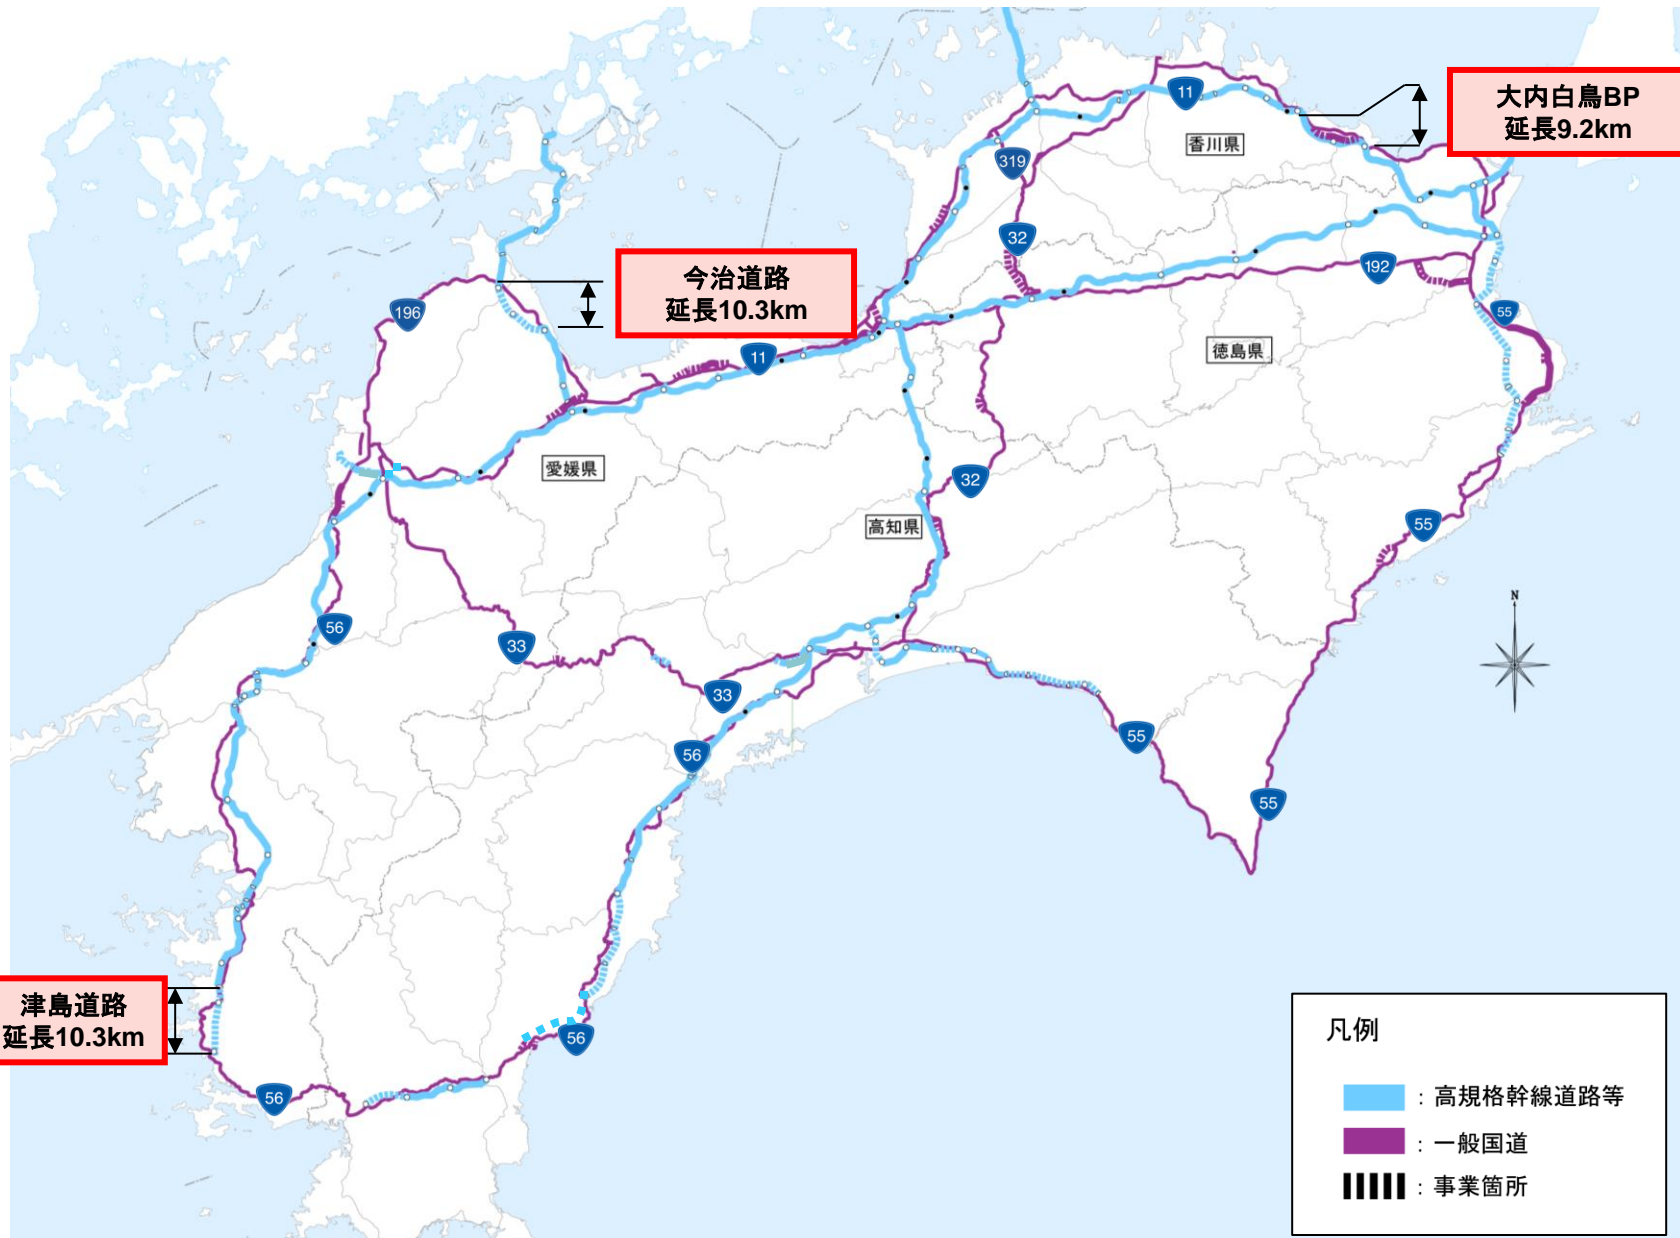 大内白鳥BP
延長9.2km
11
香川県
319
32
192
今治道路
延長10.3km
196
55
11
徳島県
愛媛県
32
高知県
55
N
56
33
33
55
56
55
津島道路
延長10.3km
56
56
凡例
：高規格幹線道路等
：一般国道
：事業箇所